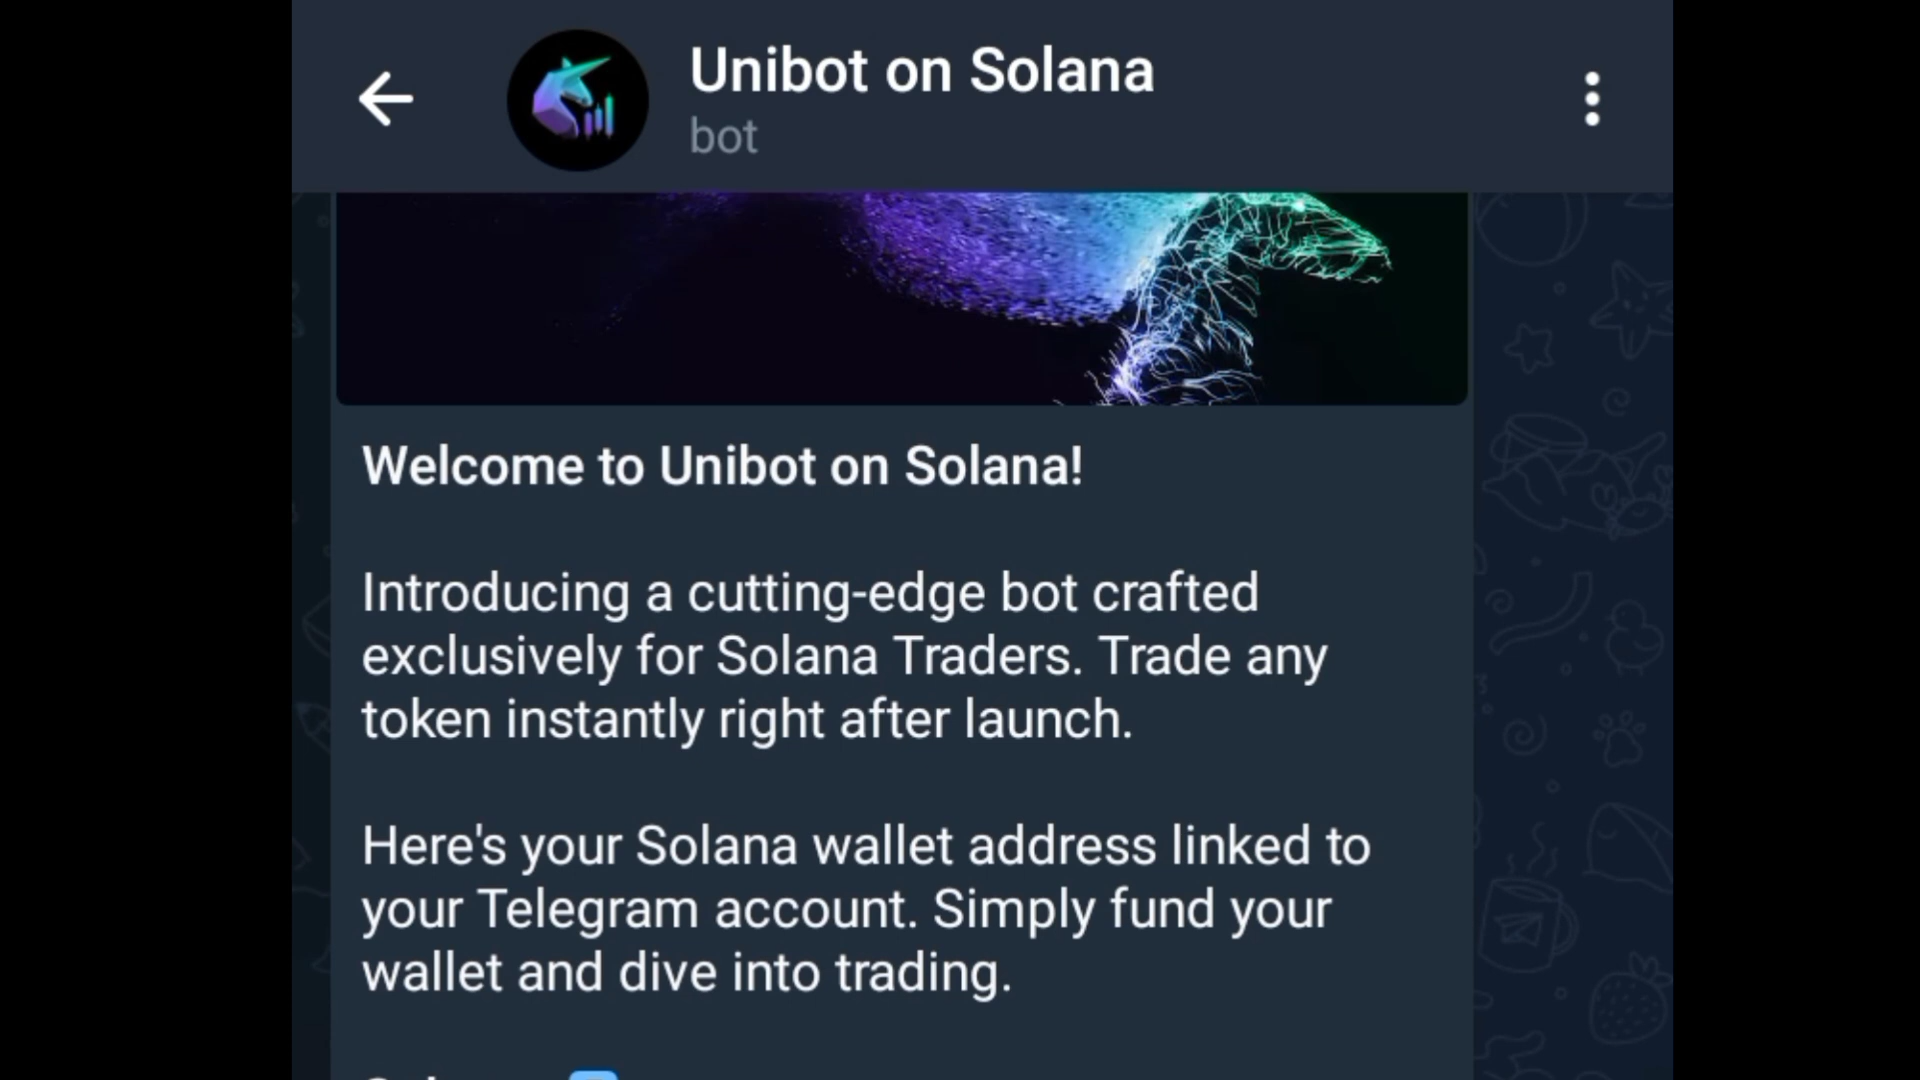 Unibot on Solana
bot
Welcome to Unibot on Solana!
Introducing a cutting-edge bot crafted
exclusively for Solana Traders. Trade any
token instantly right after launch.
Here's your Solana wallet address linked to
your Telegram account. Simply fund your
wallet and dive into trading.